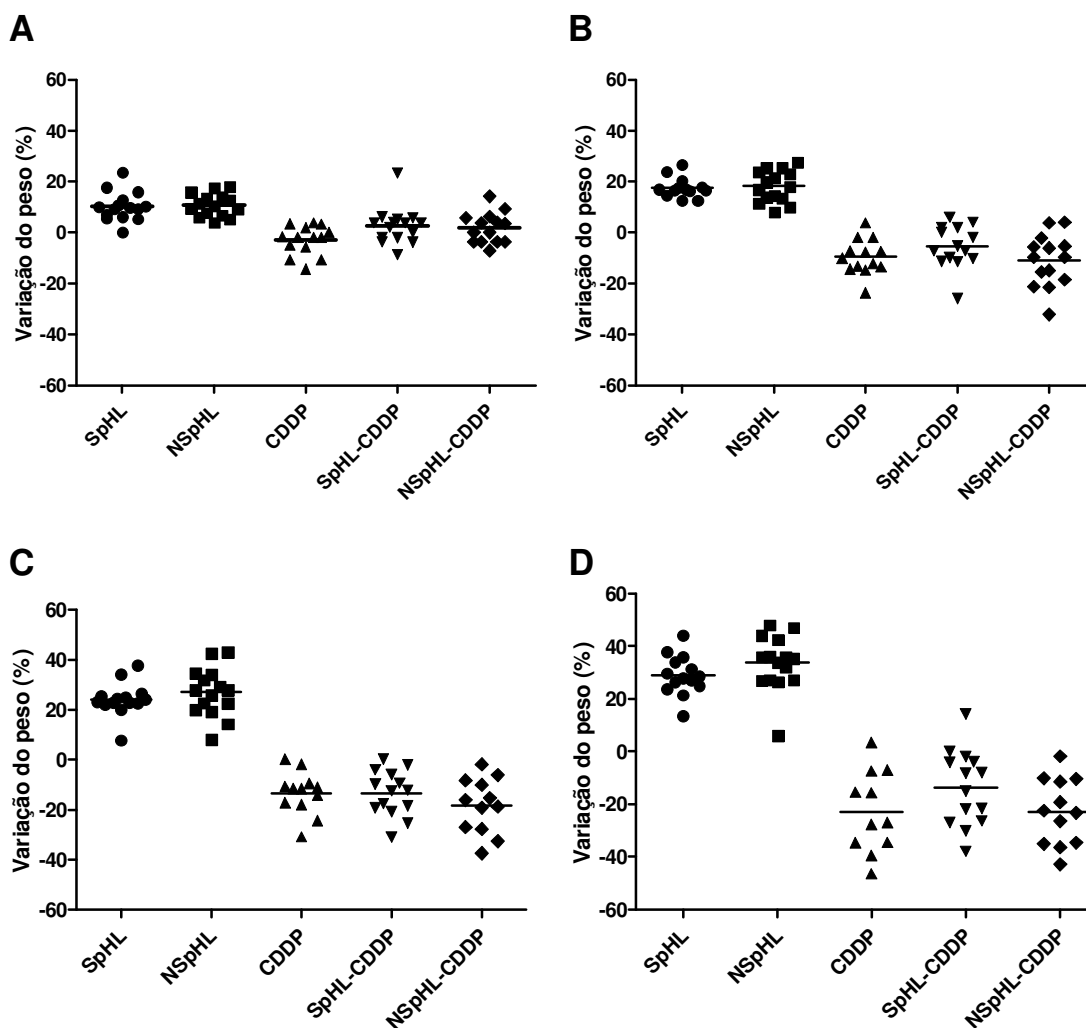 A
Variação do peso (%)
60
40
20
0
-20
-40
-60
SpHL
NSpHL
CDDP
SpHL-CDDP
NSpHL-CDDP
B
Variação do peso (%)
60
40
20
0
-20
-40
-60
SpHL
NSpHL
CDDP
SpHL-CDDP
NSpHL-CDDP
C
Variação do peso (%)
60
40
20
0
-20
-40
-60
SpHL
NSpHL
CDDP
SpHL-CDDP
NSpHL-CDDP
D
Variação do peso (%)
60
40
20
0
-20
-40
-60
SpHL
NSpHL
CDDP
SpHL-CDDP
NSpHL-CDDP